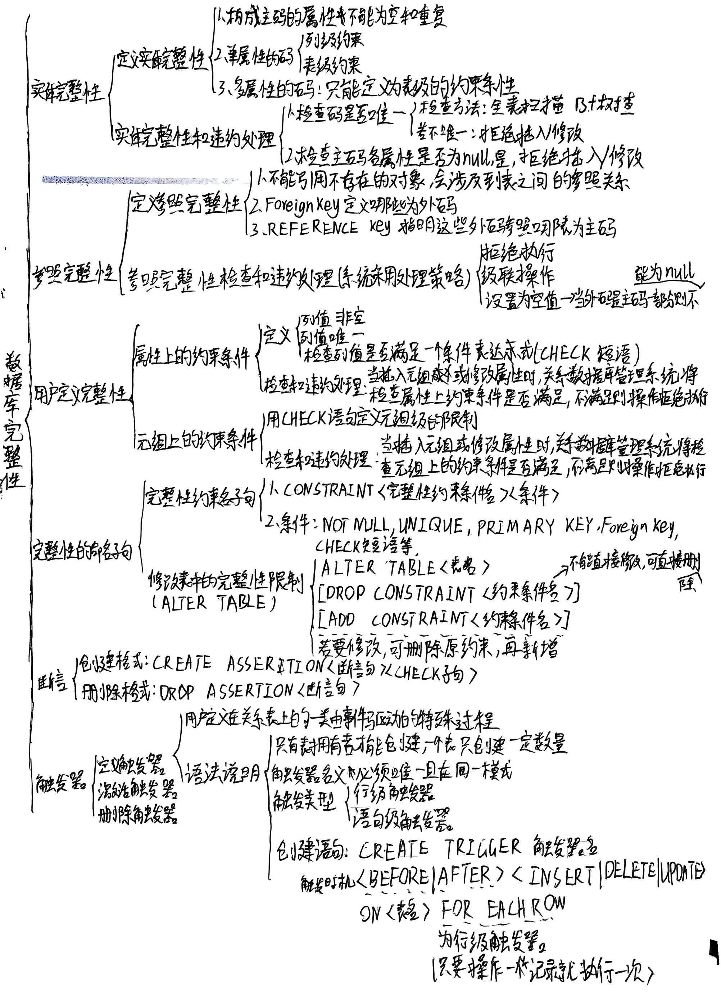 数据库完整性
实体完整性
定义实体完整性
1、构成主码的属性不能为空和重复
2、单属性的码
列级约束
表级约束
3、多属性的码：只能定义为表级的约束条件
实体完整性和违约处理
1、检查码是否唯一
检查方法：全表扫描 B+树查
若不唯一：拒绝插入/修改
2、检查主码各属性是否为null，是，拒绝插入/修改
参照完整性
定义参照完整性
1、不能引用不存在的对象，会涉及到表之间的参照关系
2、Foreign Key 定义哪些为外码
3、REFERENCE key 指明这些外码参照哪表为主码
参照完整性检查和违约处理(系统采用处理策略)
拒绝执行
级联操作
设置为空值→当外码是主码一部分则不
能为null
用户定义完整性
属性上的约束条件
定义
列值非空
列值唯一
检查列值是否满足一个条件表达式(CHECK 短语)
检查和违约处理：
当插入元组或修改属性时，关系数据库管理系统将
检查属性上约束条件是否满足，不满足则操作拒绝执行
元组上的约束条件
用CHECK语句定义元组级的限制
检查和违约处理：
当插入元组或修改属性时，关系数据库管理系统将检
查元组上的约束条件是否满足，不满足则操作拒绝执行
完整性的命名子句
完整性约束名子句
1、CONSTRAINT<完整性约束条件名><条件>
2、条件：NOT NULL, UNIQUE, PRIMARY KEY, Foreign Key,
CHECK短语等
修改表中的完整性限制
(ALTER TABLE)
ALTER TABLE<表名>
[DROP CONSTRAINT <约束条件名>]
→不能直接修改，可直接删
除
[ADD CONSTRAINT<约束条件名>]
若要修改，可删除原约束，再新增
断言
创建格式：CREATE ASSERTION<断言句><CHECK子句>
删除格式：DROP ASSERTION<断言句>
触发器
定义触发器
激活触发器
删除触发器
用户定义在关系表上的一类由事件驱动的特殊过程
语法说明
只有表拥有者才能创建，一个表只创建一定数量
触发器名义必须唯一且在同一模式
触发类型
行级触发器
语句级触发器
创建语句：CREATE TRIGGER 触发器名
触发时机<BEFORE|AFTER> <INSERT|DELETE|UPDATE>
ON <表名> FOR EACH ROW
为行级触发器
(只要操作一条记录就执行一次)